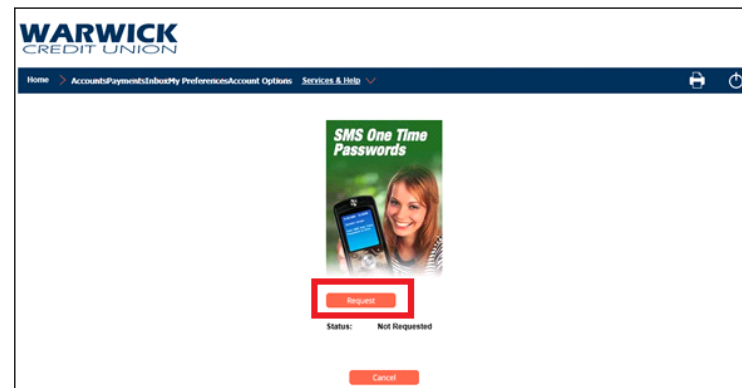 WARWICK
CREDIT UNION
Home AccountsPaymentsInboxMy PreferencesAccount Options Services & Help
SMS One Time
Passwords
Request
Status: Not Requested
Cancel